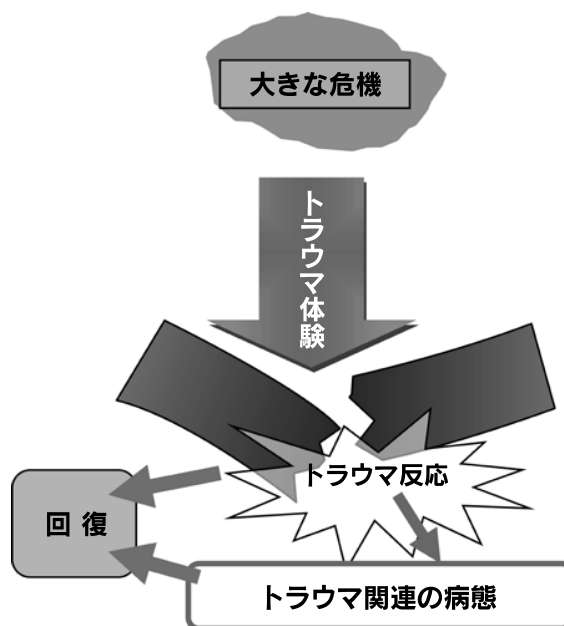 大きな危機
トラウマ体験
トラウマ反応
回 復
トラウマ関連の病態